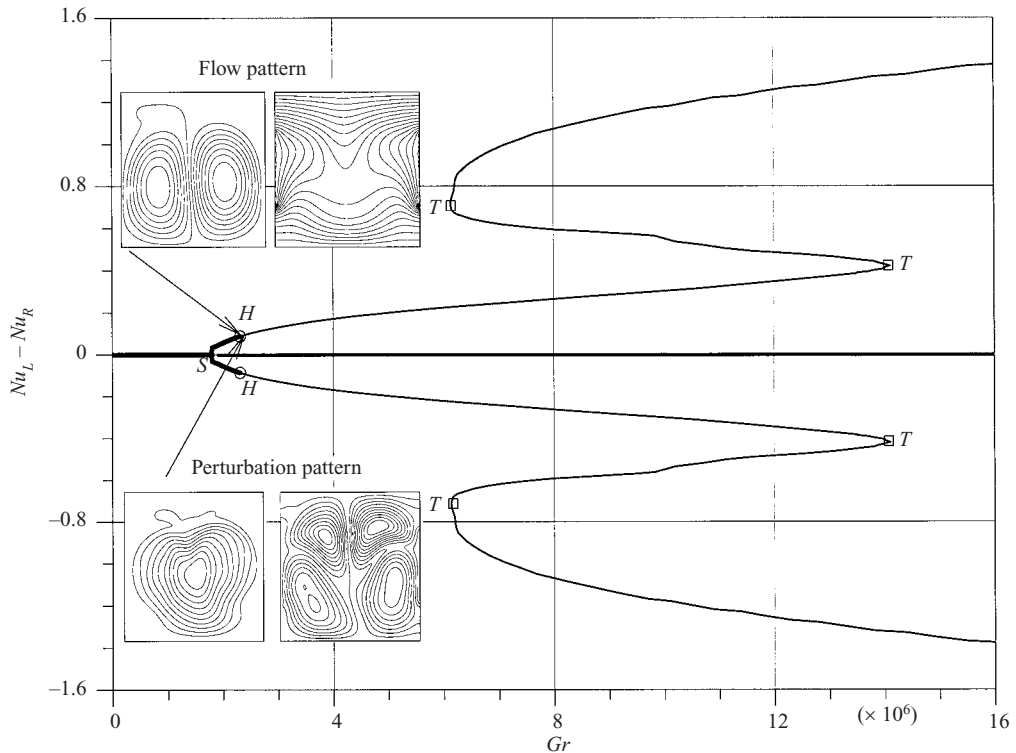 1.6
Flow pattern
0.8
T
T
H
Nu_L − Nu_R
0
S
H
T
Perturbation pattern
T
−0.8
−1.6
0
4
8
12
(× 10^6)
16
Gr